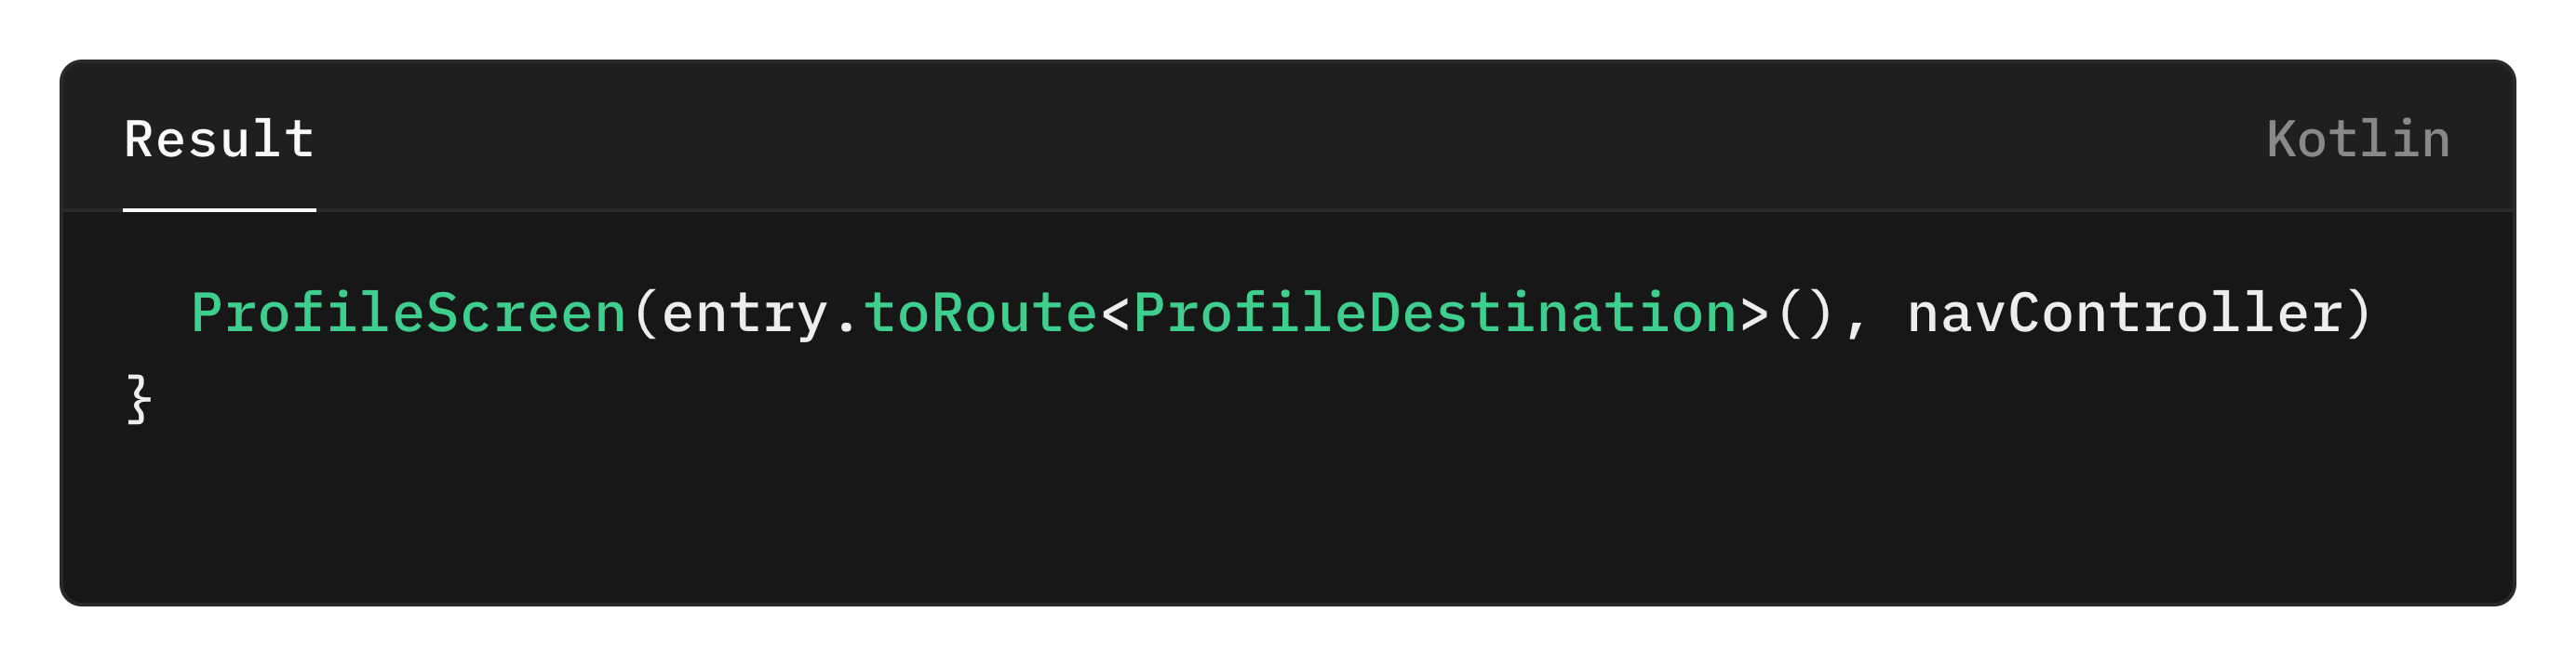 Result
Kotlin
ProfileScreen(entry.toRoute<ProfileDestination>(), navController)
}